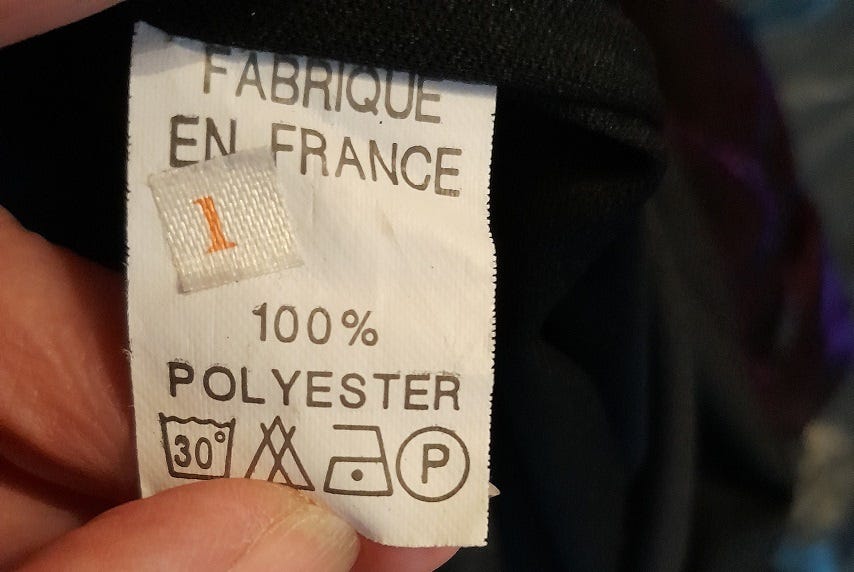 FABRIQUE
EN FRANCE
1
100%
POLYESTER
30° P